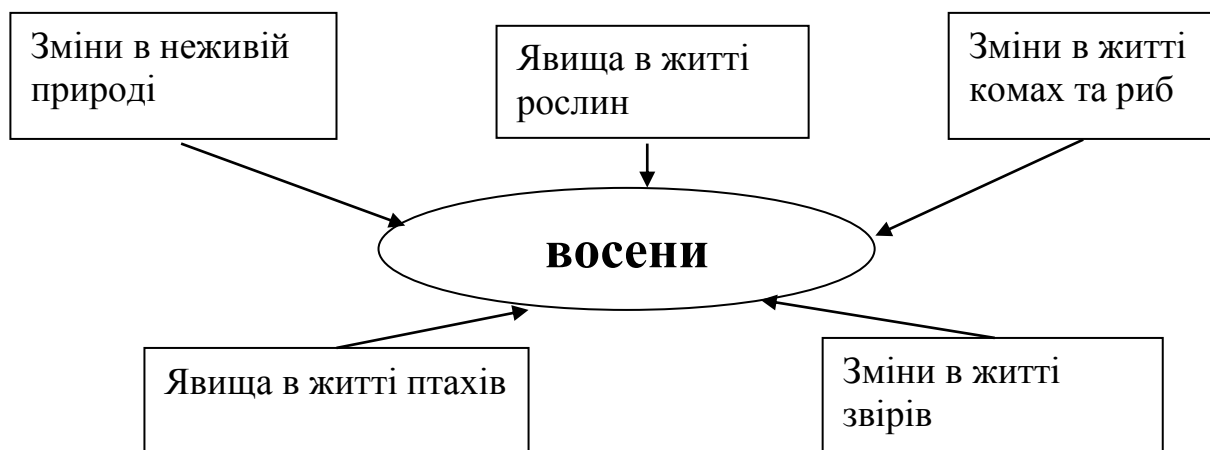 Зміни в неживій
природі
Явища в житті
рослин
Зміни в житті
комах та риб
восени
Явища в житті птахів
Зміни в житті
звірів